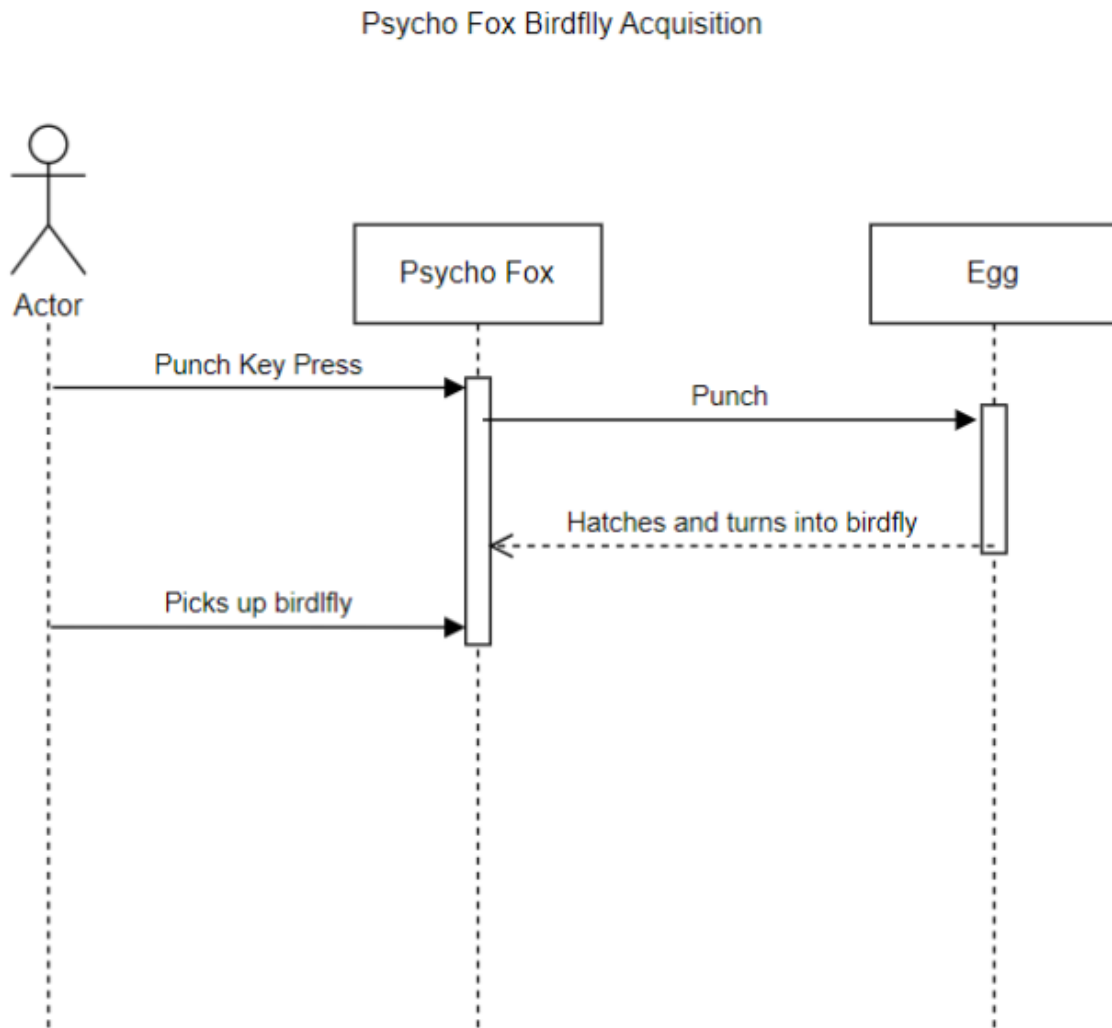 Psycho Fox Birdflly Acquisition
Actor
Psycho Fox
Egg
Punch Key Press
Punch
Hatches and turns into birdfly
Picks up birdlfly